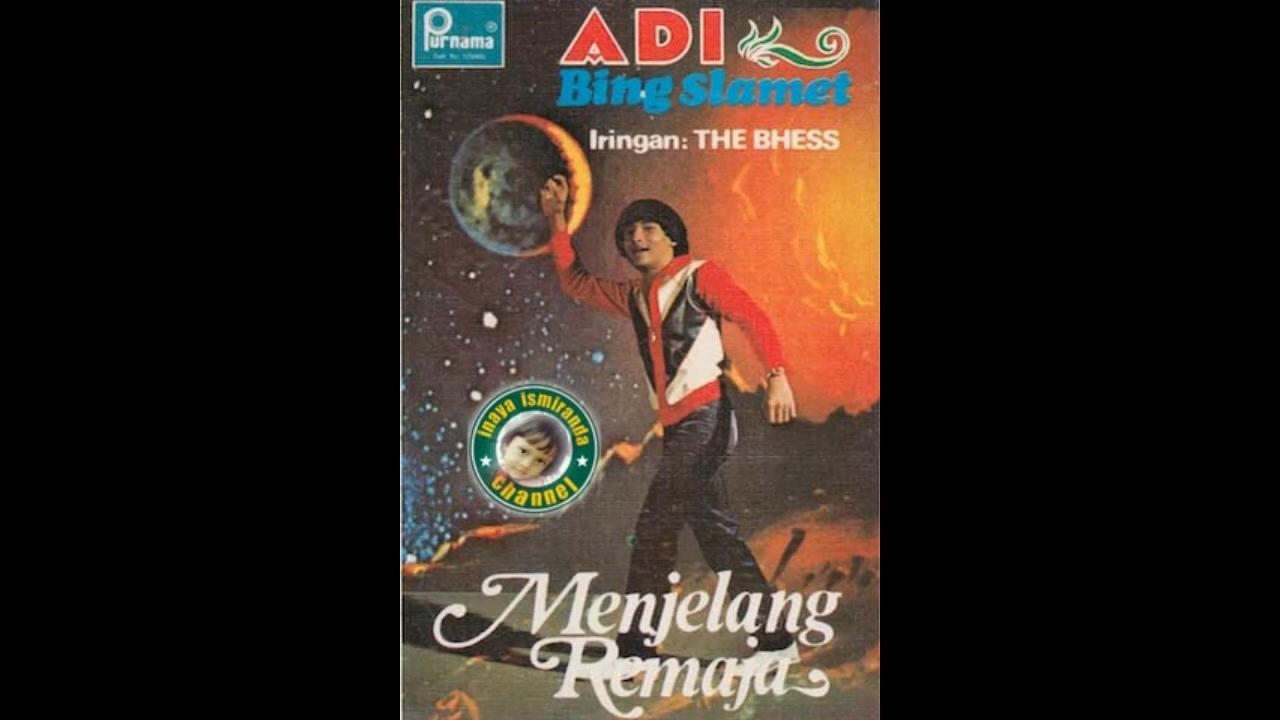 Purnama
ADI
Bing Slamet
Iringan: THE BHESS
inaya ismiranda
channel
Menjelang
Remaja